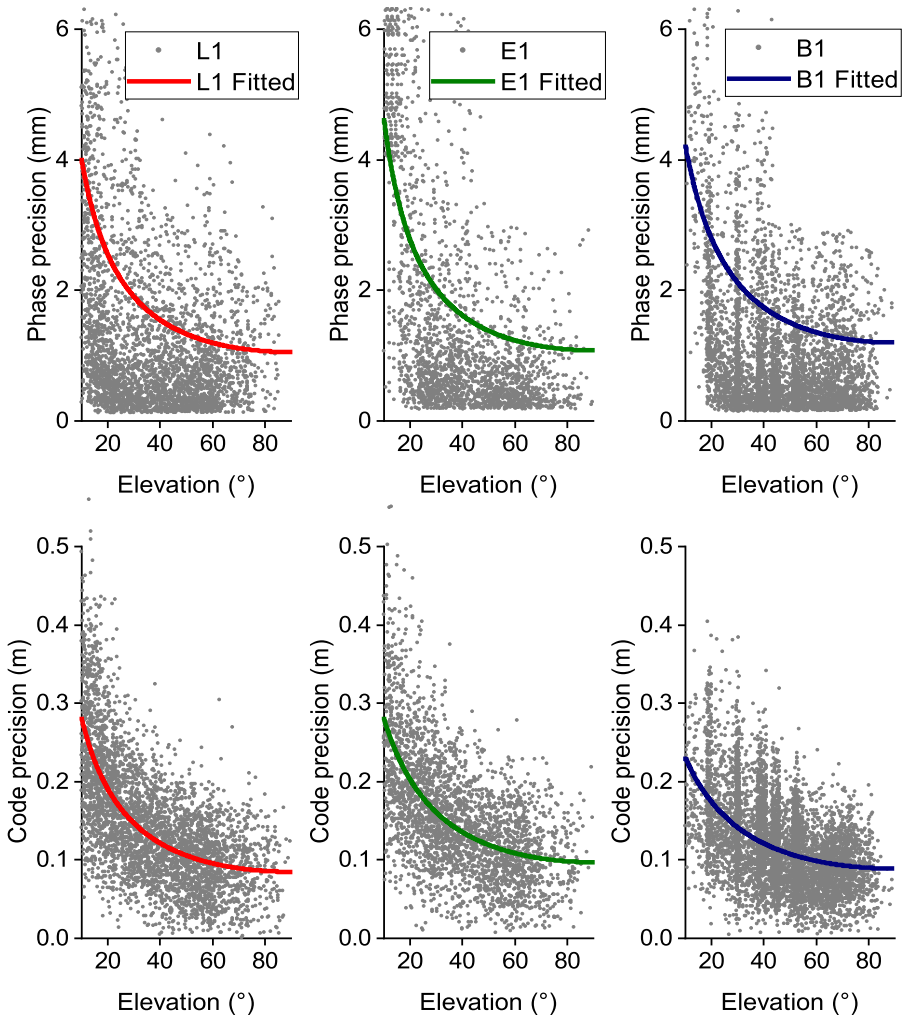 L1
L1 Fitted
E1
E1 Fitted
B1
B1 Fitted
Phase precision (mm)
6
4
2
0
20 40 60 80
Elevation (°)
Phase precision (mm)
6
4
2
0
20 40 60 80
Elevation (°)
Phase precision (mm)
6
4
2
0
20 40 60 80
Elevation (°)
Code precision (m)
0.5
0.4
0.3
0.2
0.1
0.0
20 40 60 80
Elevation (°)
Code precision (m)
0.5
0.4
0.3
0.2
0.1
0.0
20 40 60 80
Elevation (°)
Code precision (m)
0.5
0.4
0.3
0.2
0.1
0.0
20 40 60 80
Elevation (°)